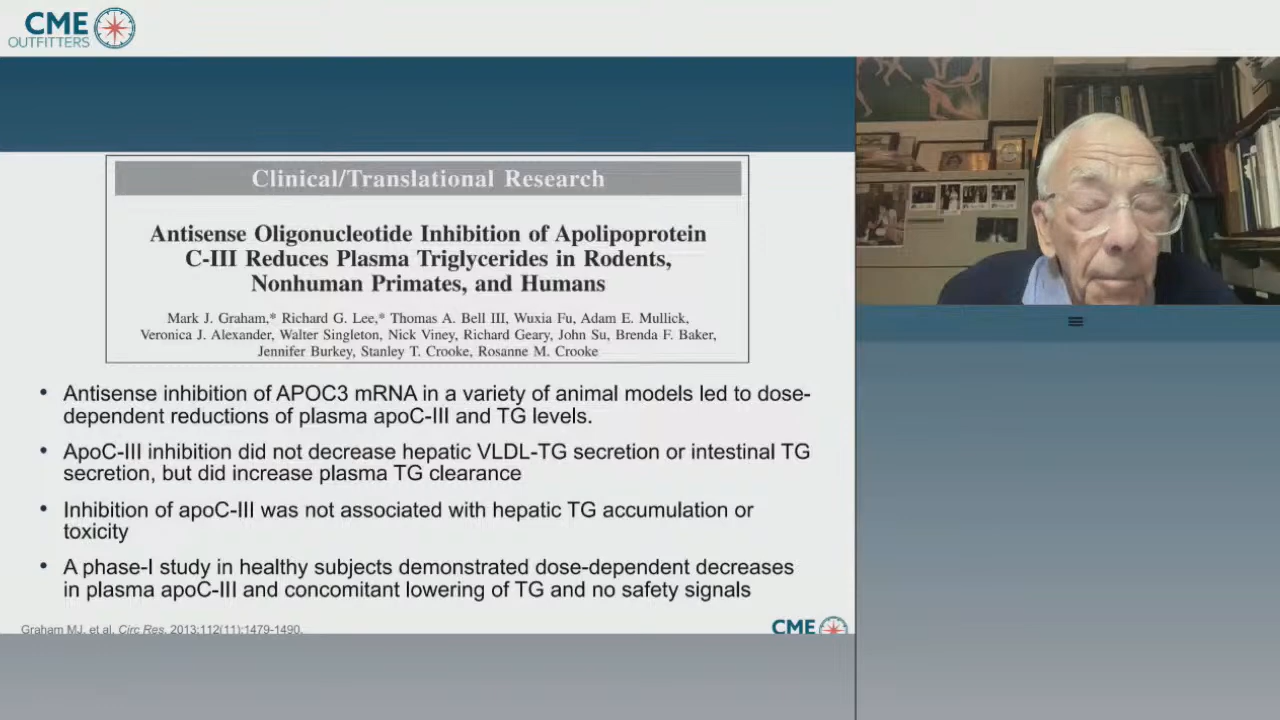 CME
OUTFITTERS
Clinical/Translational Research
Antisense Oligonucleotide Inhibition of Apolipoprotein
C-III Reduces Plasma Triglycerides in Rodents,
Nonhuman Primates, and Humans
Mark J. Graham,* Richard G. Lee,* Thomas A. Bell III, Wuxia Fu, Adam E. Mullick,
Veronica J. Alexander, Walter Singleton, Nick Viney, Richard Geary, John Su, Brenda F. Baker,
Jennifer Burkey, Stanley T. Crooke, Rosanne M. Crooke
• Antisense inhibition of APOC3 mRNA in a variety of animal models led to dose-
dependent reductions of plasma apoC-III and TG levels.
• ApoC-III inhibition did not decrease hepatic VLDL-TG secretion or intestinal TG
secretion, but did increase plasma TG clearance
• Inhibition of apoC-III was not associated with hepatic TG accumulation or
toxicity
• A phase-I study in healthy subjects demonstrated dose-dependent decreases
in plasma apoC-III and concomitant lowering of TG and no safety signals
Graham MJ, et al. Circ Res. 2013;112(11):1479-1490.
CME